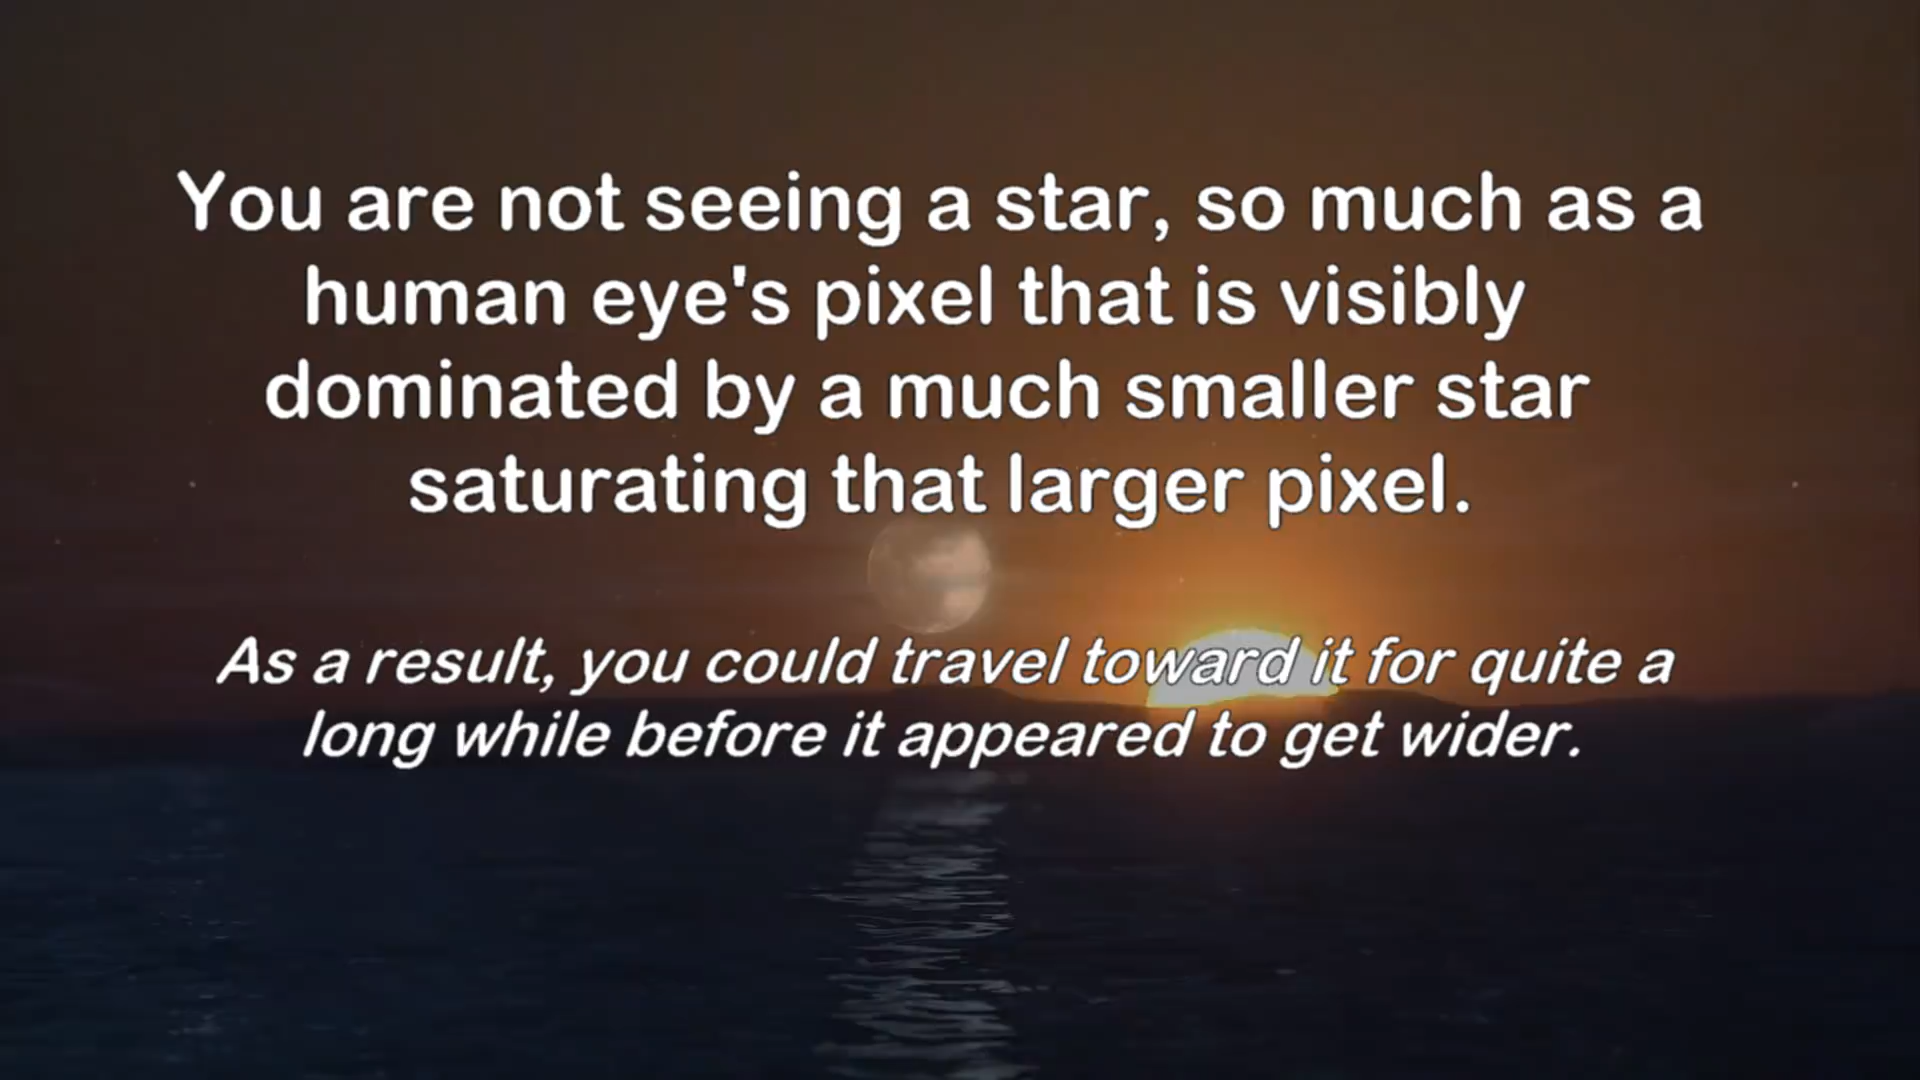 You are not seeing a star, so much as a
human eye's pixel that is visibly
dominated by a much smaller star
saturating that larger pixel.
As a result, you could travel toward it for quite a
long while before it appeared to get wider.